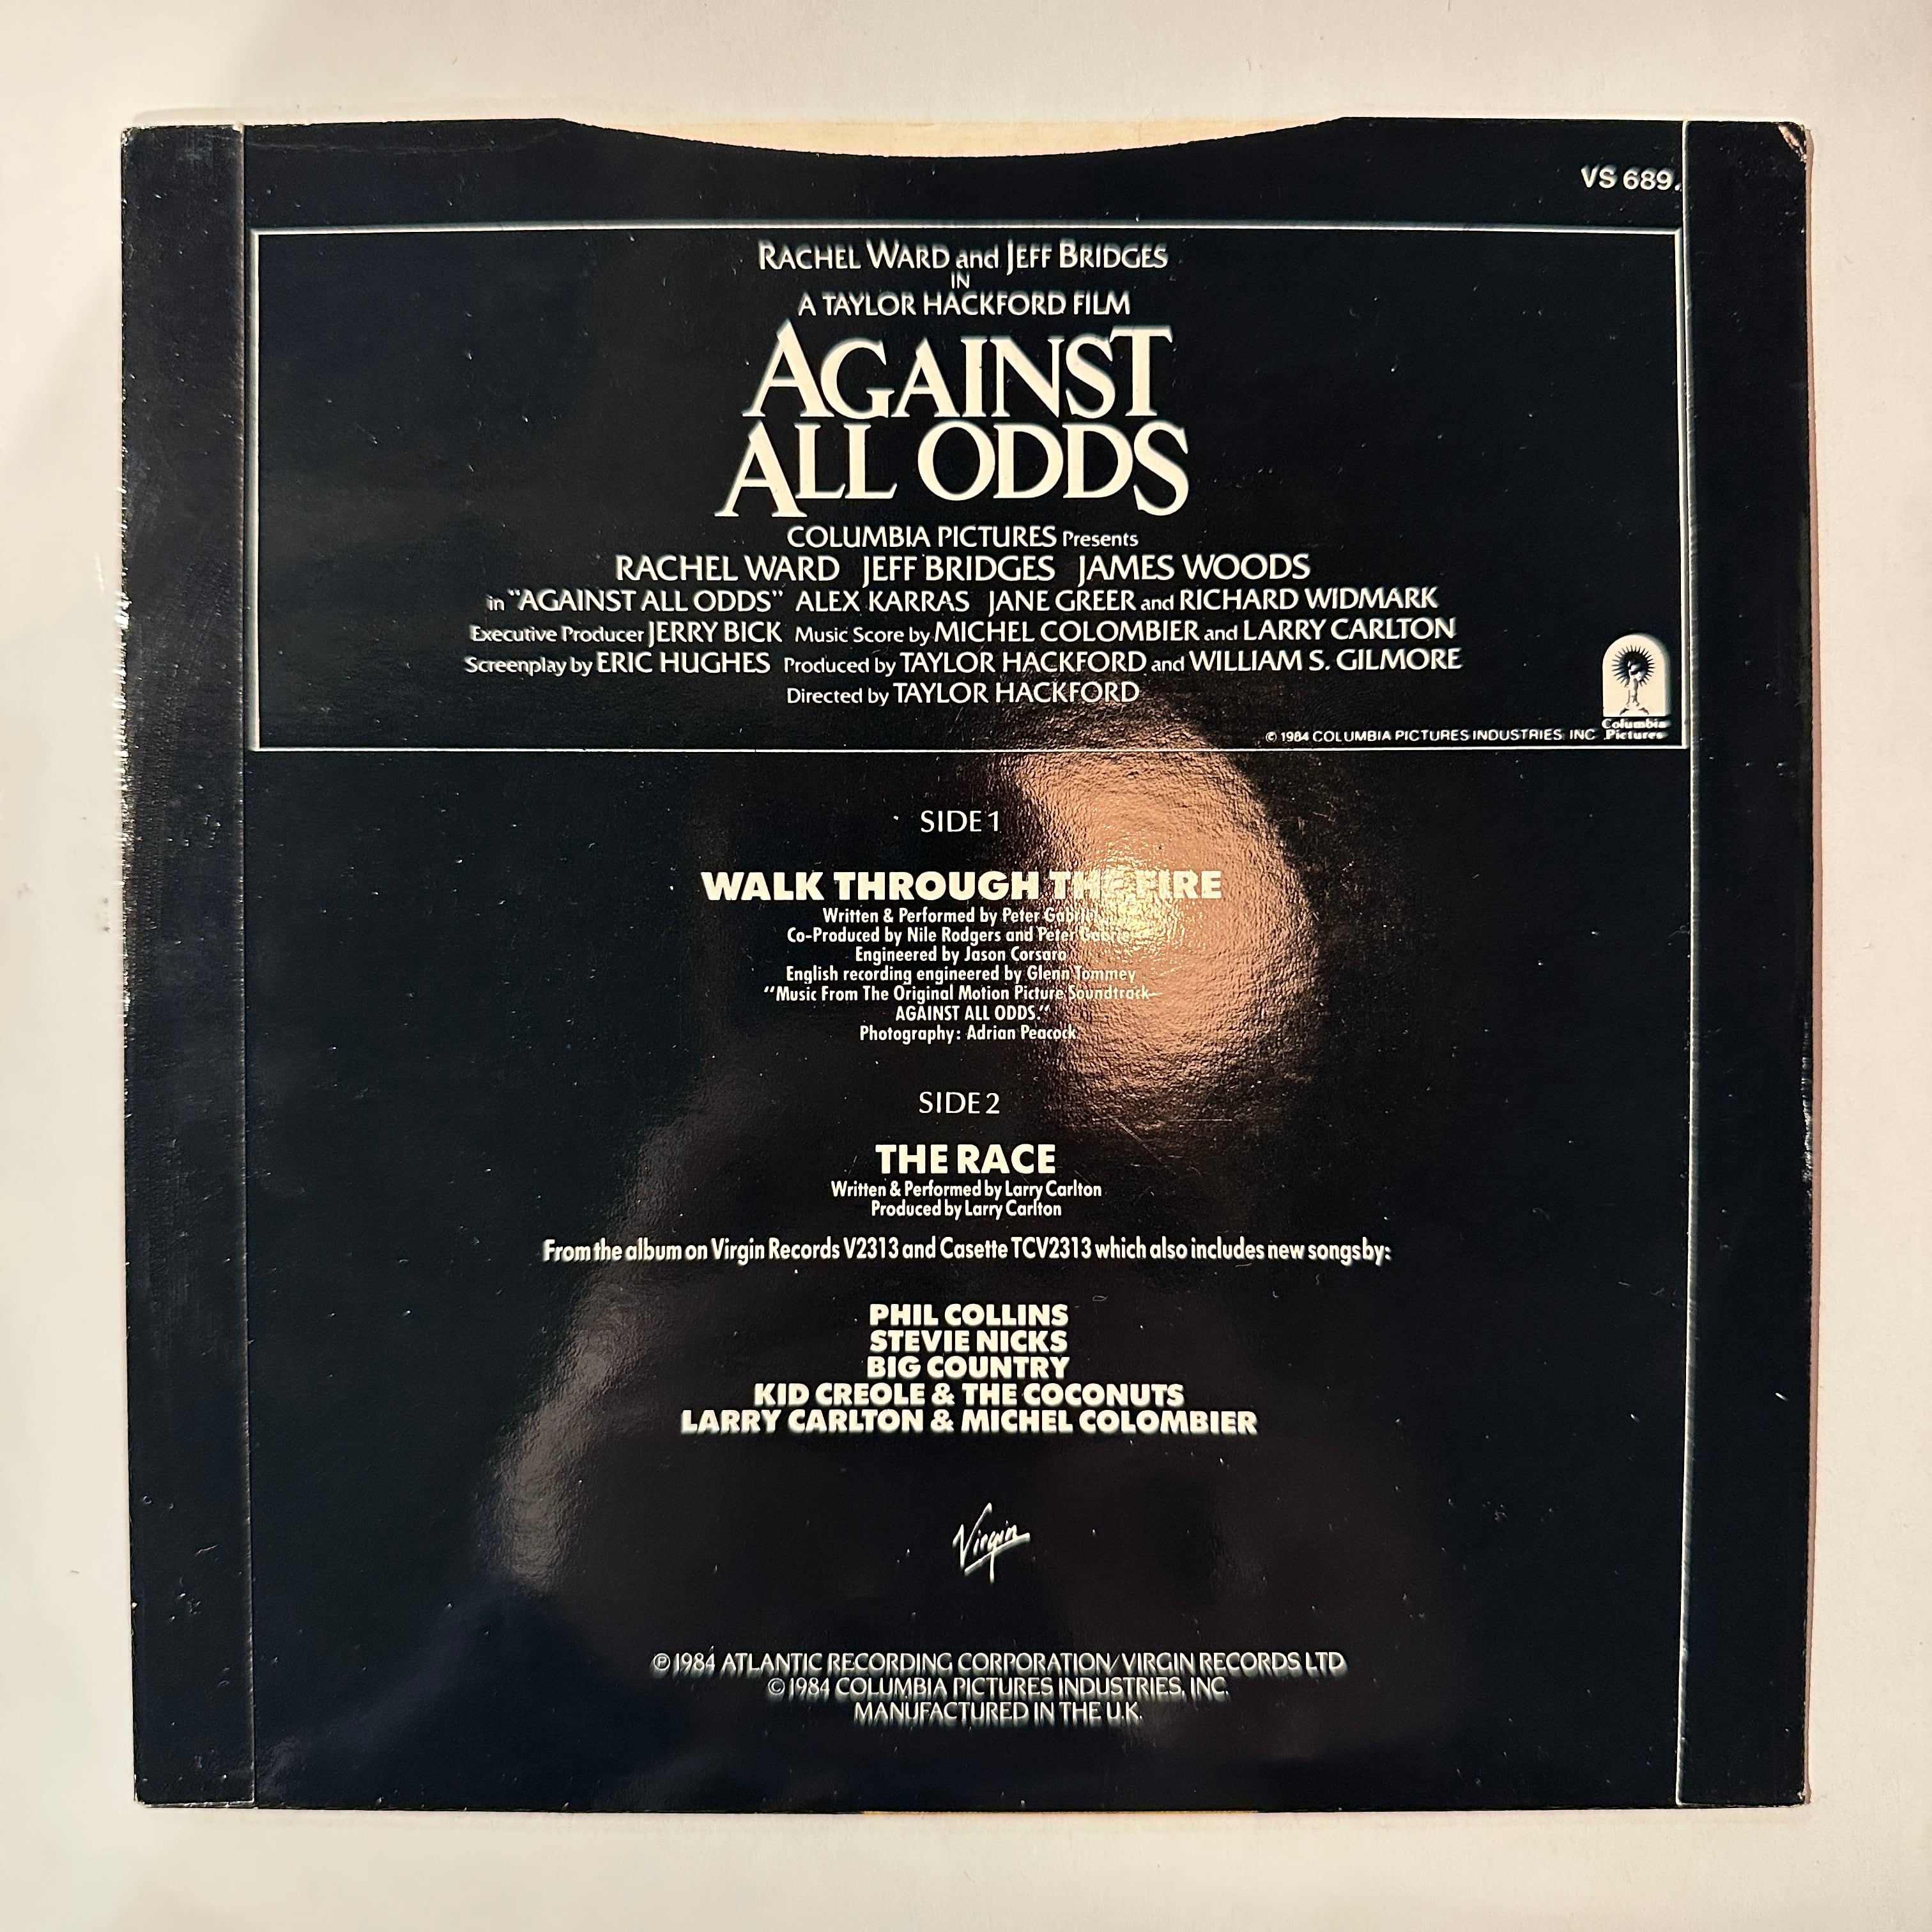 VS 689.
RACHEL WARD and JEFF BRIDGES
IN
A TAYLOR HACKFORD FILM
AGAINST
ALL ODDS
COLUMBIA PICTURES Presents
RACHEL WARD JEFF BRIDGES JAMES WOODS
in "AGAINST ALL ODDS" ALEX KARRAS JANE GREER and RICHARD WIDMARK
Executive Producer JERRY BICK Music Score by MICHEL COLOMBIER and LARRY CARLTON
Screenplay by ERIC HUGHES Produced by TAYLOR HACKFORD and WILLIAM S. GILMORE
Directed by TAYLOR HACKFORD
© 1984 COLUMBIA PICTURES INDUSTRIES, INC
Columbia
Pictures
SIDE 1
WALK THROUGH THE FIRE
Written & Performed by Peter Gabriel
Co-Produced by Nile Rodgers and Peter Gabriel
Engineered by Jason Corsaro
English recording engineered by Glenn Tommey
"Music From The Original Motion Picture Soundtrack–
AGAINST ALL ODDS."
Photography: Adrian Peacock
SIDE 2
THE RACE
Written & Performed by Larry Carlton
Produced by Larry Carlton
From the album on Virgin Records V2313 and Casette TCV2313 which also includes new songs by:
PHIL COLLINS
STEVIE NICKS
BIG COUNTRY
KID CREOLE & THE COCONUTS
LARRY CARLTON & MICHEL COLOMBIER
Virgin
℗ 1984 ATLANTIC RECORDING CORPORATION/VIRGIN RECORDS LTD
© 1984 COLUMBIA PICTURES INDUSTRIES, INC.
MANUFACTURED IN THE U.K.